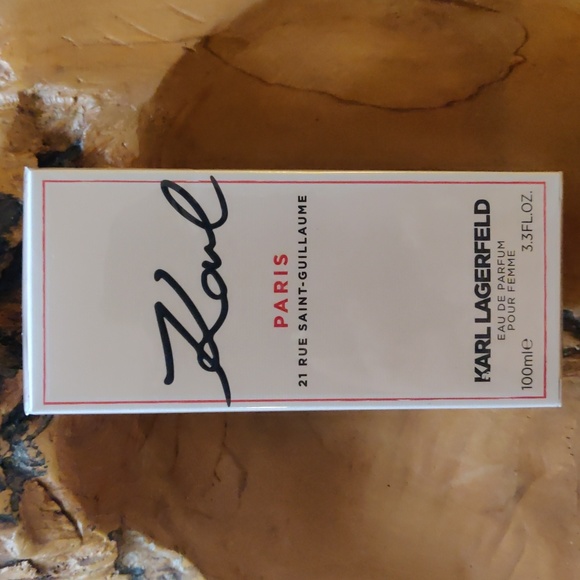 Karl
PARIS
21 RUE SAINT-GUILLAUME
KARL LAGERFELD
EAU DE PARFUM
POUR FEMME
100ml℮ 3.3FL.OZ.